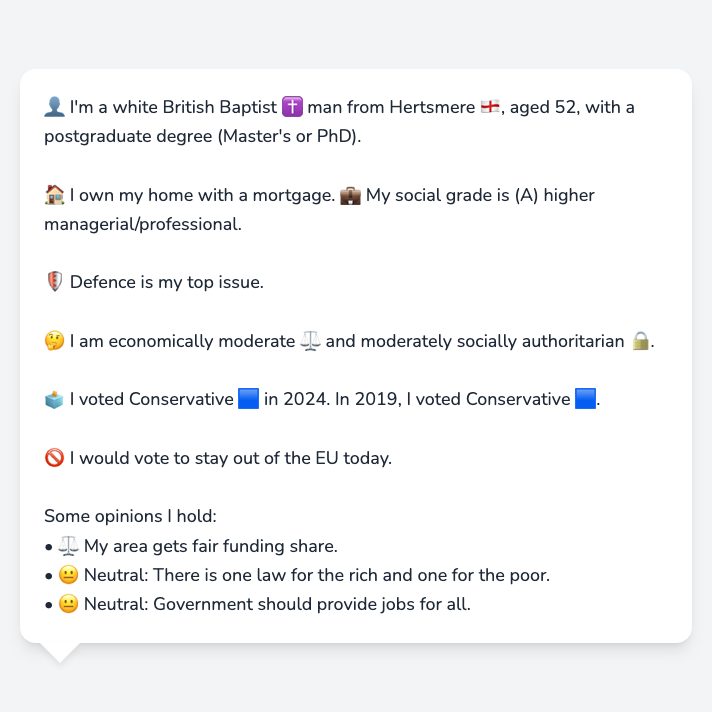 👤 I'm a white British Baptist ✝️ man from Hertsmere 🏴󠁧󠁢󠁥󠁮󠁧󠁿, aged 52, with a
postgraduate degree (Master's or PhD).
🏠 I own my home with a mortgage. 💼 My social grade is (A) higher
managerial/professional.
🛡️ Defence is my top issue.
🤔 I am economically moderate ⚖️ and moderately socially authoritarian 🔒.
🗳️ I voted Conservative 🟦 in 2024. In 2019, I voted Conservative 🟦.
🚫 I would vote to stay out of the EU today.
Some opinions I hold:
• ⚖️ My area gets fair funding share.
• 😐 Neutral: There is one law for the rich and one for the poor.
• 😐 Neutral: Government should provide jobs for all.